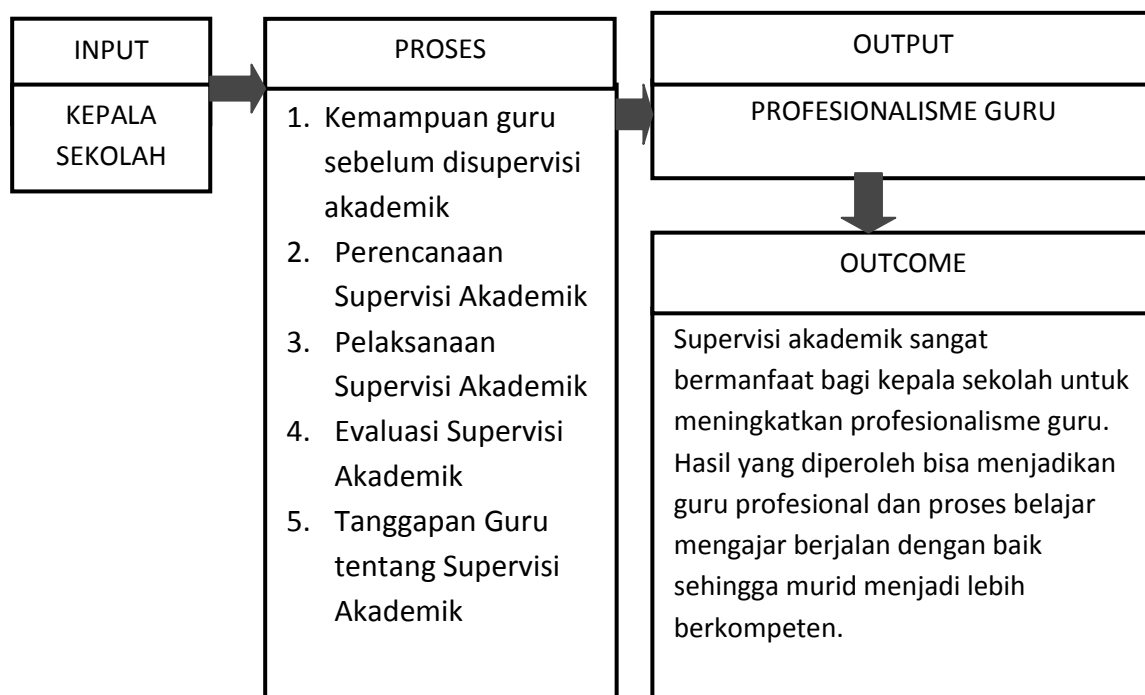 INPUT
KEPALA
SEKOLAH
PROSES
1. Kemampuan guru
sebelum disupervisi
akademik
2. Perencanaan
Supervisi Akademik
3. Pelaksanaan
Supervisi Akademik
4. Evaluasi Supervisi
Akademik
5. Tanggapan Guru
tentang Supervisi
Akademik
OUTPUT
PROFESIONALISME GURU
OUTCOME
Supervisi akademik sangat
bermanfaat bagi kepala sekolah untuk
meningkatkan profesionalisme guru.
Hasil yang diperoleh bisa menjadikan
guru profesional dan proses belajar
mengajar berjalan dengan baik
sehingga murid menjadi lebih
berkompeten.